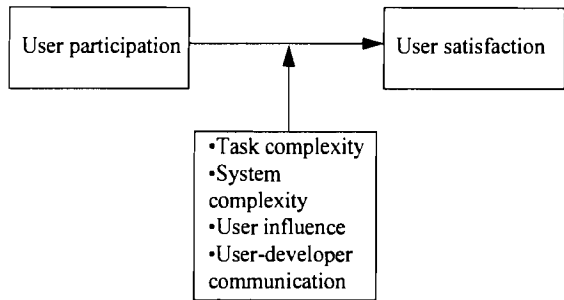 User participation
User satisfaction
•Task complexity
•System
complexity
•User influence
•User-developer
communication